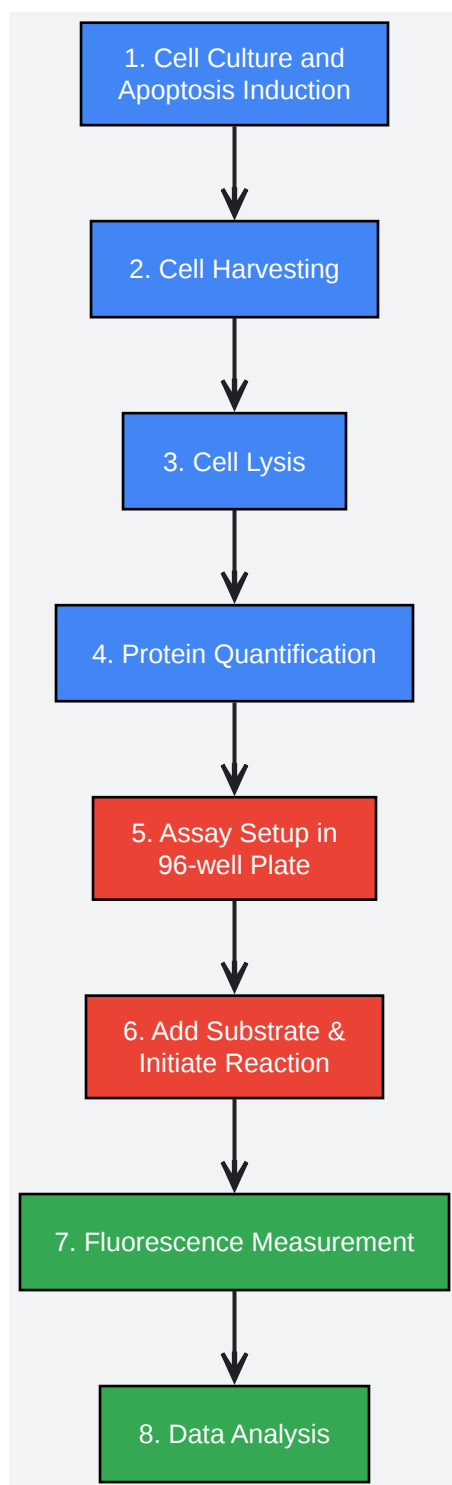 1. Cell Culture and
Apoptosis Induction
2. Cell Harvesting
3. Cell Lysis
4. Protein Quantification
5. Assay Setup in
96-well Plate
6. Add Substrate &
Initiate Reaction
7. Fluorescence Measurement
8. Data Analysis